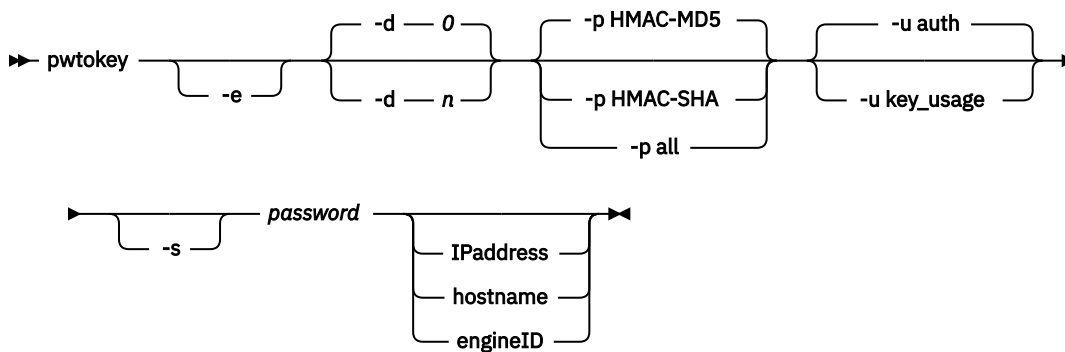 -d 0 -p HMAC-MD5 -u auth
pwtokey
-e -d n -p HMAC-SHA -u key_usage
-p all
password
-s IPaddress
hostname
engineID